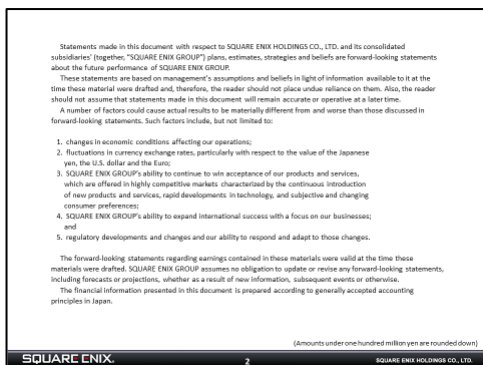 Statements made in this document with respect to SQUARE ENIX HOLDINGS CO., LTD. and its consolidated
subsidiaries' (together, "SQUARE ENIX GROUP") plans, estimates, strategies and beliefs are forward-looking statements
about the future performance of SQUARE ENIX GROUP.
These statements are based on management's assumptions and beliefs in light of information available to it at the
time these material were drafted and, therefore, the reader should not place undue reliance on them. Also, the reader
should not assume that statements made in this document will remain accurate or operative at a later time.
A number of factors could cause actual results to be materially different from and worse than those discussed in
forward-looking statements. Such factors include, but not limited to:
1. changes in economic conditions affecting our operations;
2. fluctuations in currency exchange rates, particularly with respect to the value of the Japanese
yen, the U.S. dollar and the Euro;
3. SQUARE ENIX GROUP's ability to continue to win acceptance of our products and services,
which are offered in highly competitive markets characterized by the continuous introduction
of new products and services, rapid developments in technology, and subjective and changing
consumer preferences;
4. SQUARE ENIX GROUP's ability to expand international success with a focus on our businesses;
and
5. regulatory developments and changes and our ability to respond and adapt to those changes.
The forward-looking statements regarding earnings contained in these materials were valid at the time these
materials were drafted. SQUARE ENIX GROUP assumes no obligation to update or revise any forward-looking statements,
including forecasts or projections, whether as a result of new information, subsequent events or otherwise.
The financial information presented in this document is prepared according to generally accepted accounting
principles in Japan.
(Amounts under one hundred million yen are rounded down)
SQUARE ENIX. 2 SQUARE ENIX HOLDINGS CO., LTD.